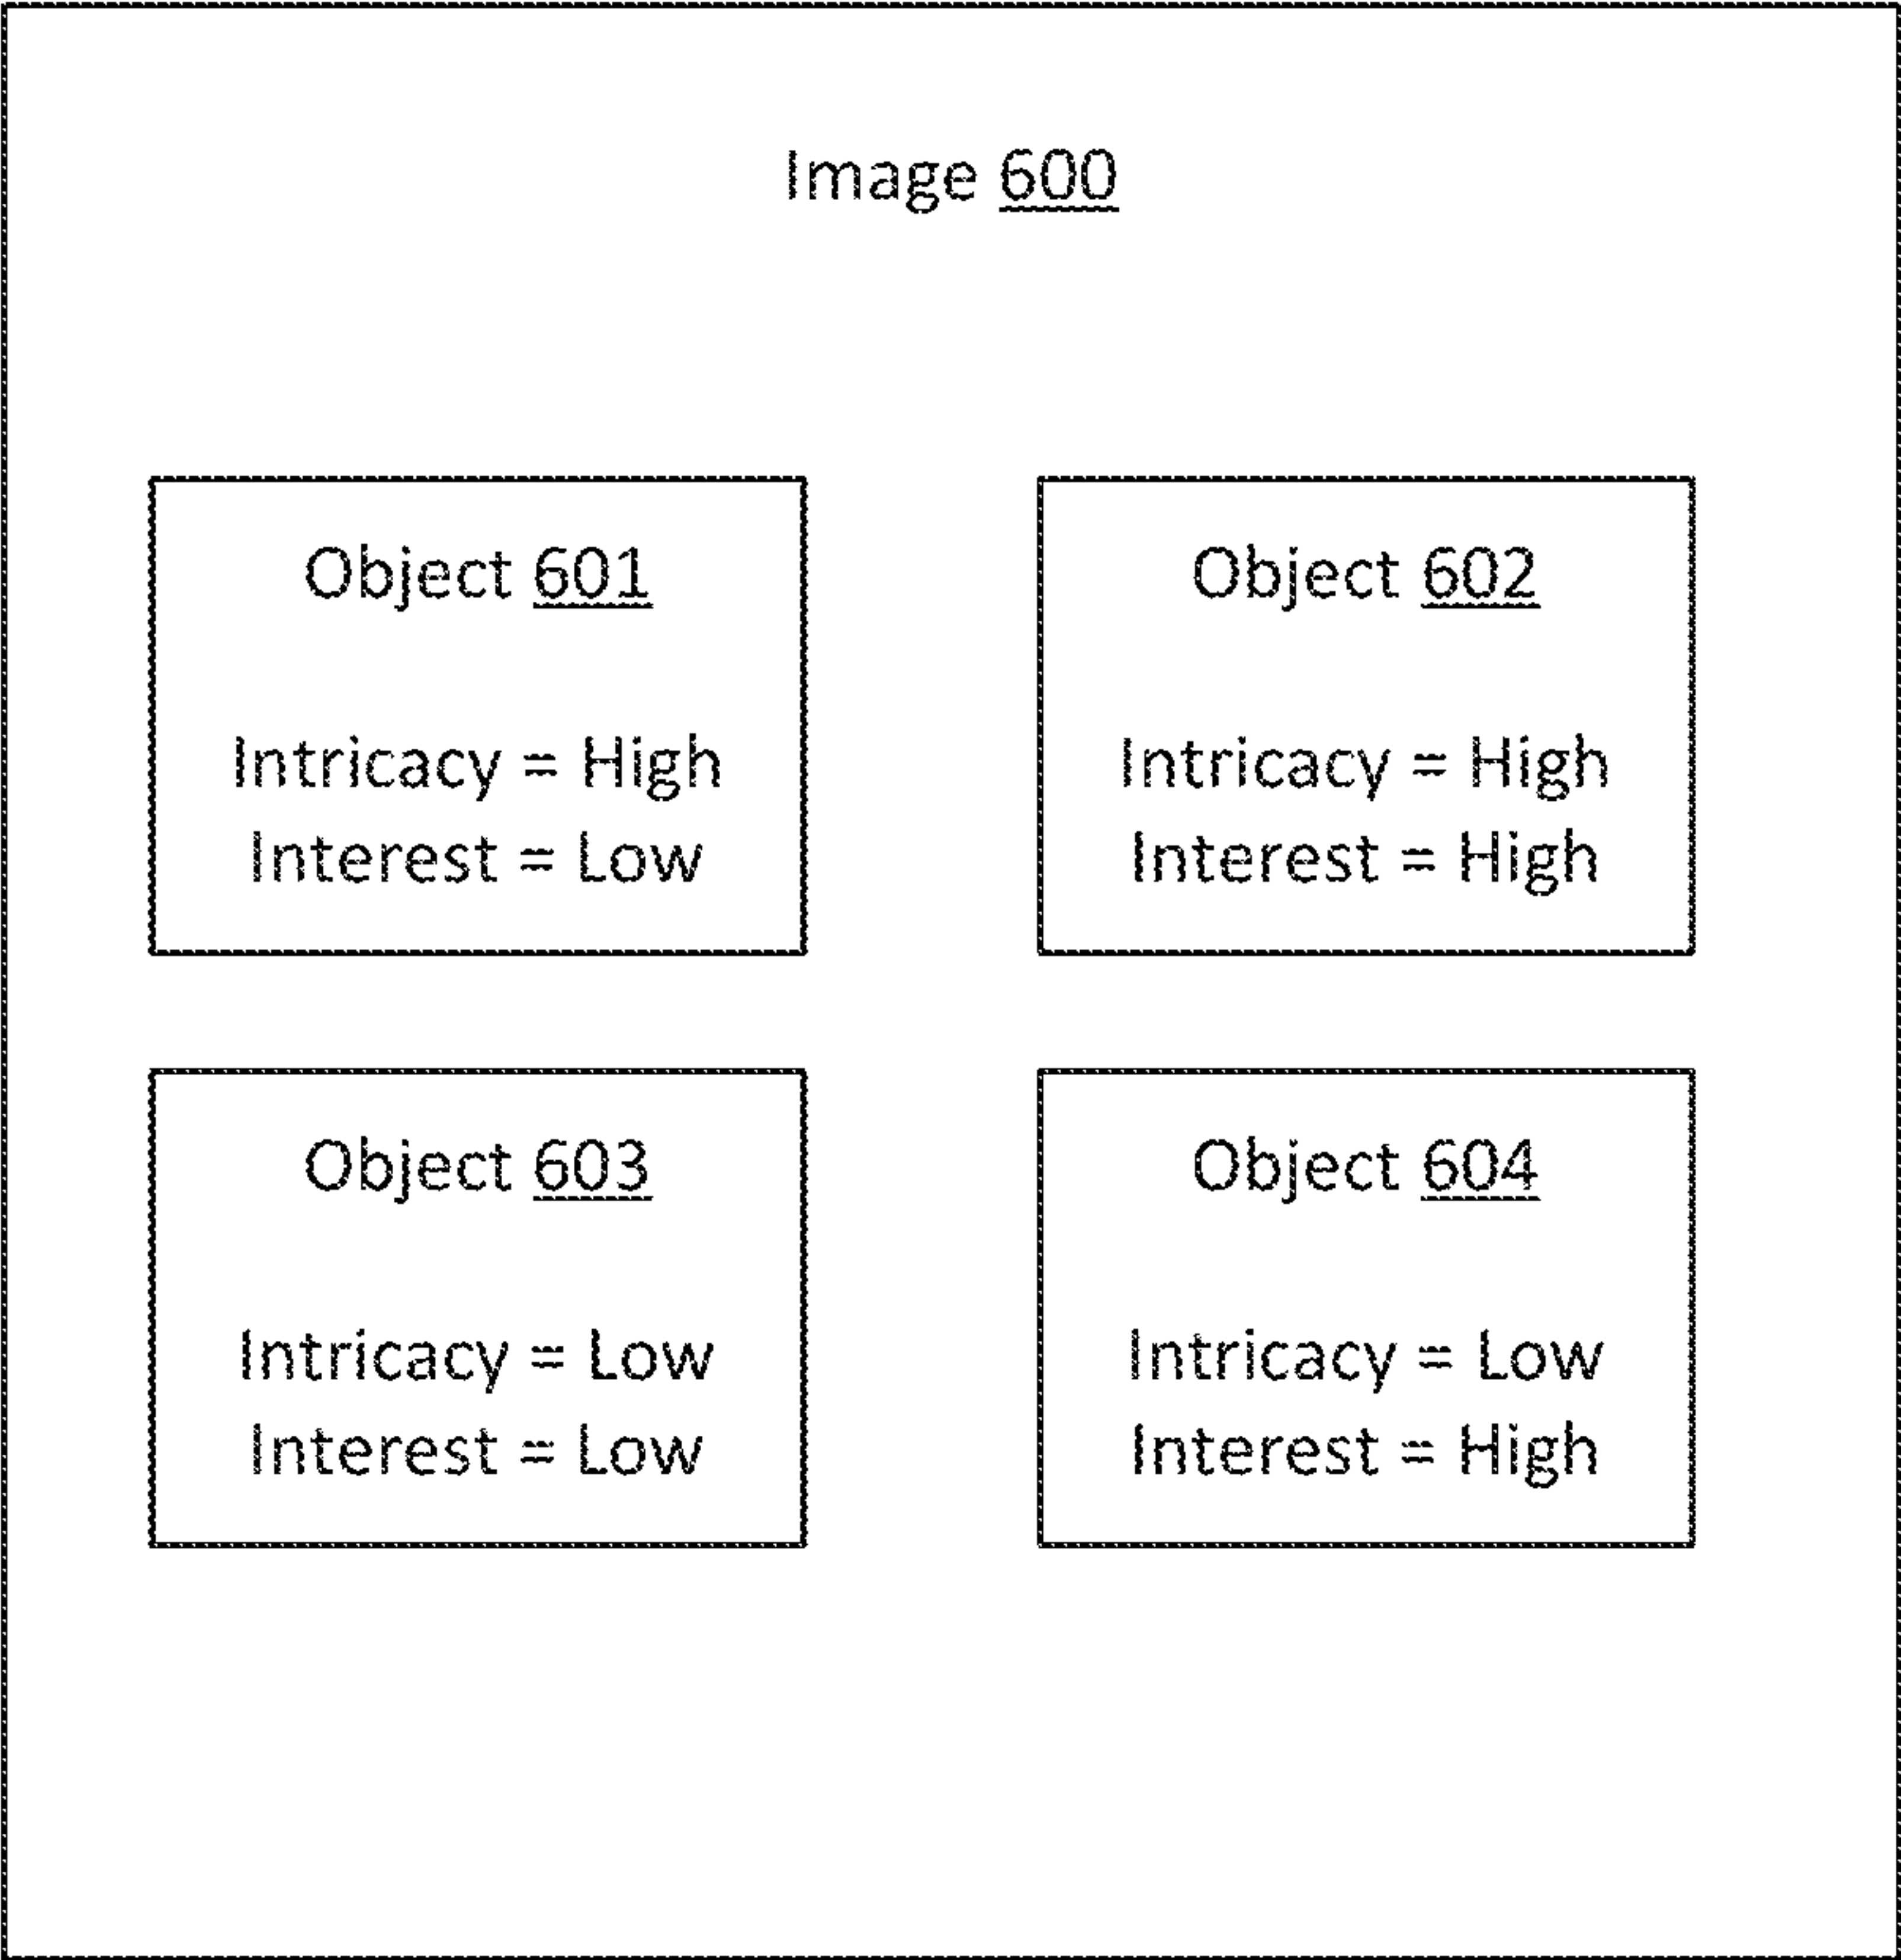 Image 600
Object 601
Intricacy = High
Interest = Low
Object 602
Intricacy = High
Interest = High
Object 603
Intricacy = Low
Interest = Low
Object 604
Intricacy = Low
Interest = High